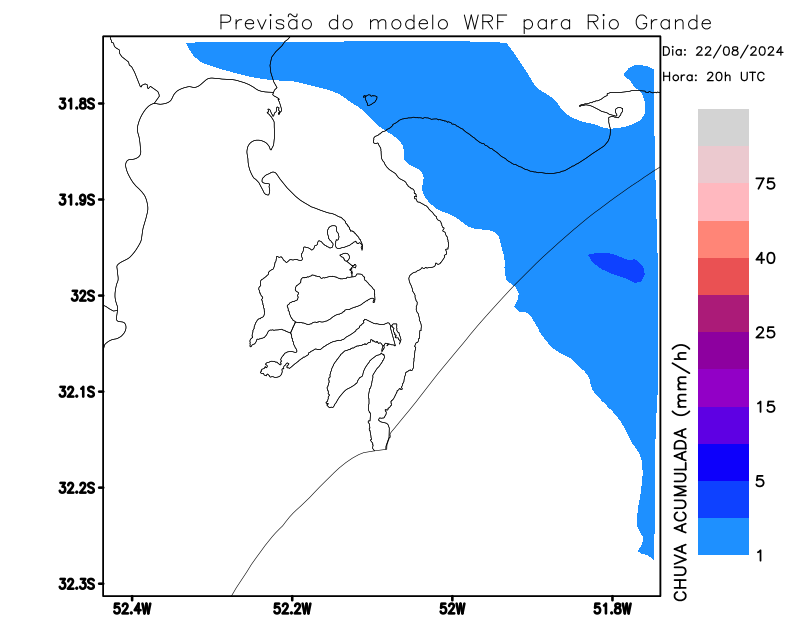 Previsão do modelo WRF para Rio Grande
Dia: 22/08/2024
Hora: 20h UTC
31.8S
31.9S
32S
32.1S
32.2S
32.3S
52.4W
52.2W
52W
51.8W
75
40
25
15
5
1
CHUVA ACUMULADA (mm/h)